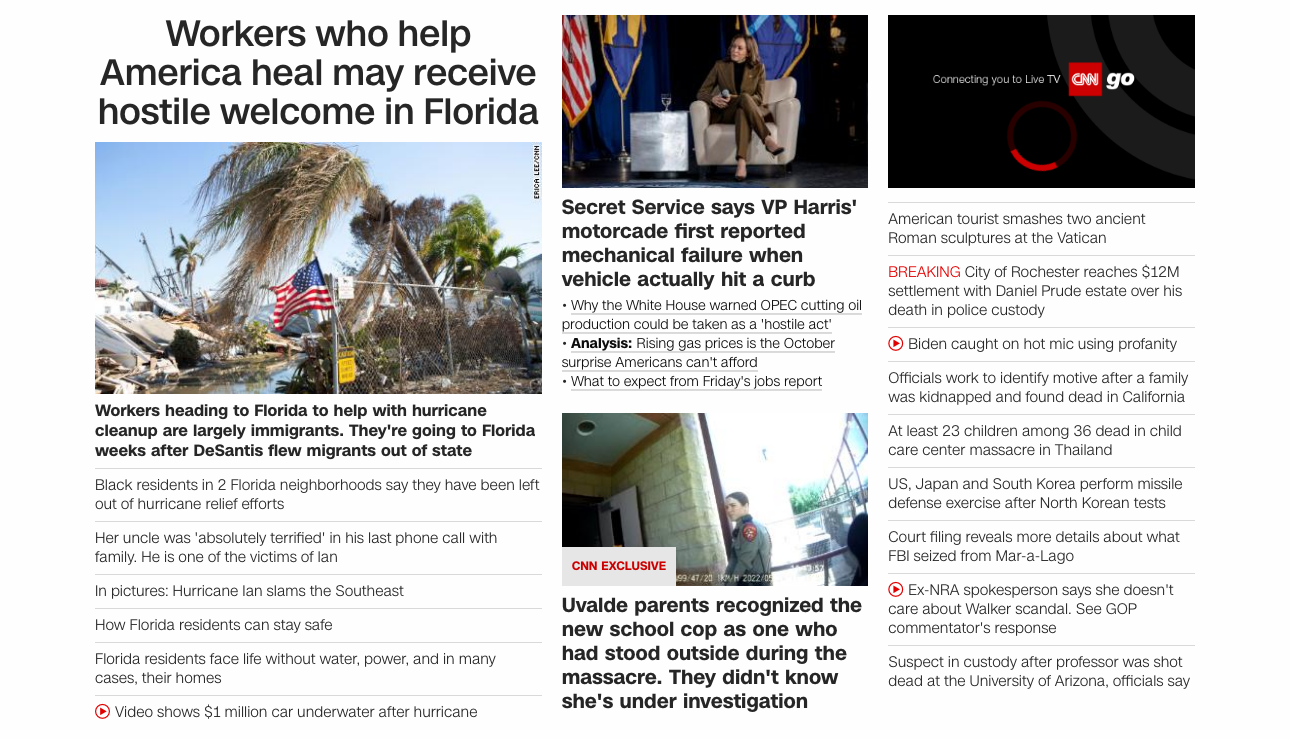 Workers who help
America heal may receive
hostile welcome in Florida
ERICA LEE/CNN
Workers heading to Florida to help with hurricane
cleanup are largely immigrants. They're going to Florida
weeks after DeSantis flew migrants out of state
Black residents in 2 Florida neighborhoods say they have been left
out of hurricane relief efforts
Her uncle was 'absolutely terrified' in his last phone call with
family. He is one of the victims of Ian
In pictures: Hurricane Ian slams the Southeast
How Florida residents can stay safe
Florida residents face life without water, power, and in many
cases, their homes
Video shows $1 million car underwater after hurricane
Secret Service says VP Harris'
motorcade first reported
mechanical failure when
vehicle actually hit a curb
• Why the White House warned OPEC cutting oil
production could be taken as a 'hostile act'
• Analysis: Rising gas prices is the October
surprise Americans can't afford
• What to expect from Friday's jobs report
CNN EXCLUSIVE
Uvalde parents recognized the
new school cop as one who
had stood outside during the
massacre. They didn't know
she's under investigation
Connecting you to Live TV CNN go
American tourist smashes two ancient
Roman sculptures at the Vatican
BREAKING City of Rochester reaches $12M
settlement with Daniel Prude estate over his
death in police custody
Biden caught on hot mic using profanity
Officials work to identify motive after a family
was kidnapped and found dead in California
At least 23 children among 36 dead in child
care center massacre in Thailand
US, Japan and South Korea perform missile
defense exercise after North Korean tests
Court filing reveals more details about what
FBI seized from Mar-a-Lago
Ex-NRA spokesperson says she doesn't
care about Walker scandal. See GOP
commentator's response
Suspect in custody after professor was shot
dead at the University of Arizona, officials say